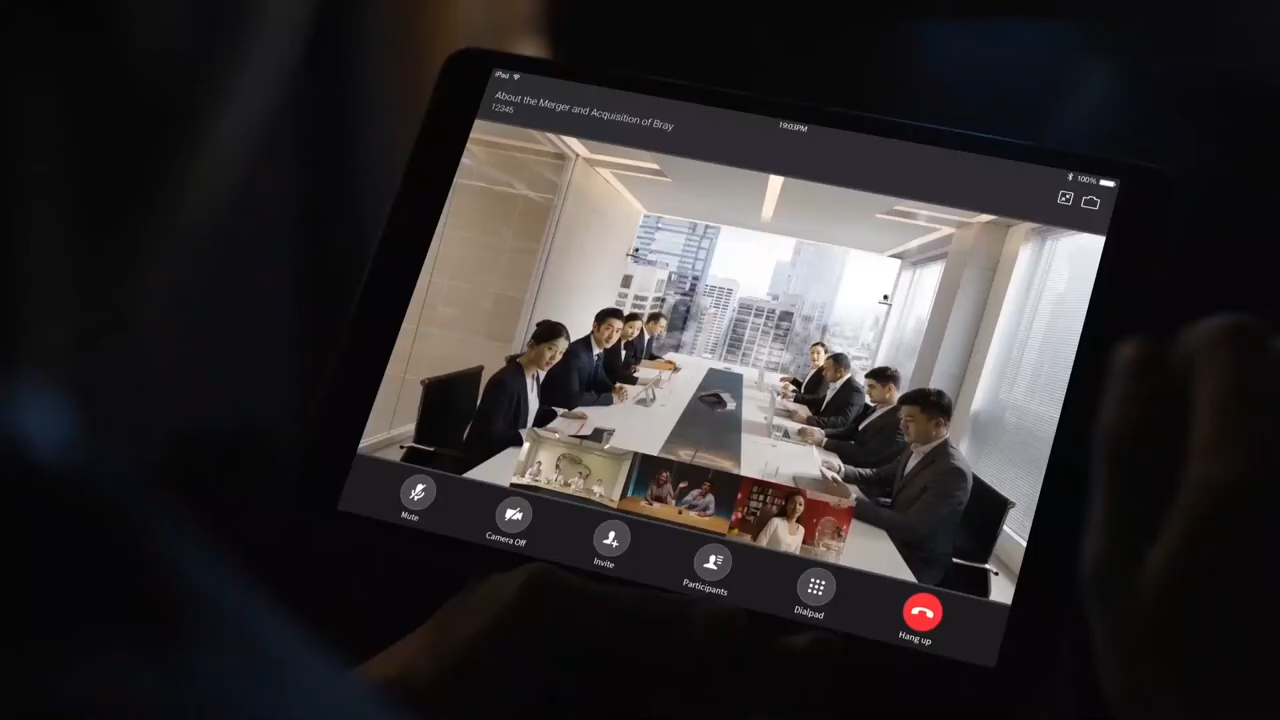 iPad
About the Merger and Acquisition of Bray
12345
19:03PM
100%
Mute
Camera Off
Invite
Participants
Dialpad
Hang up